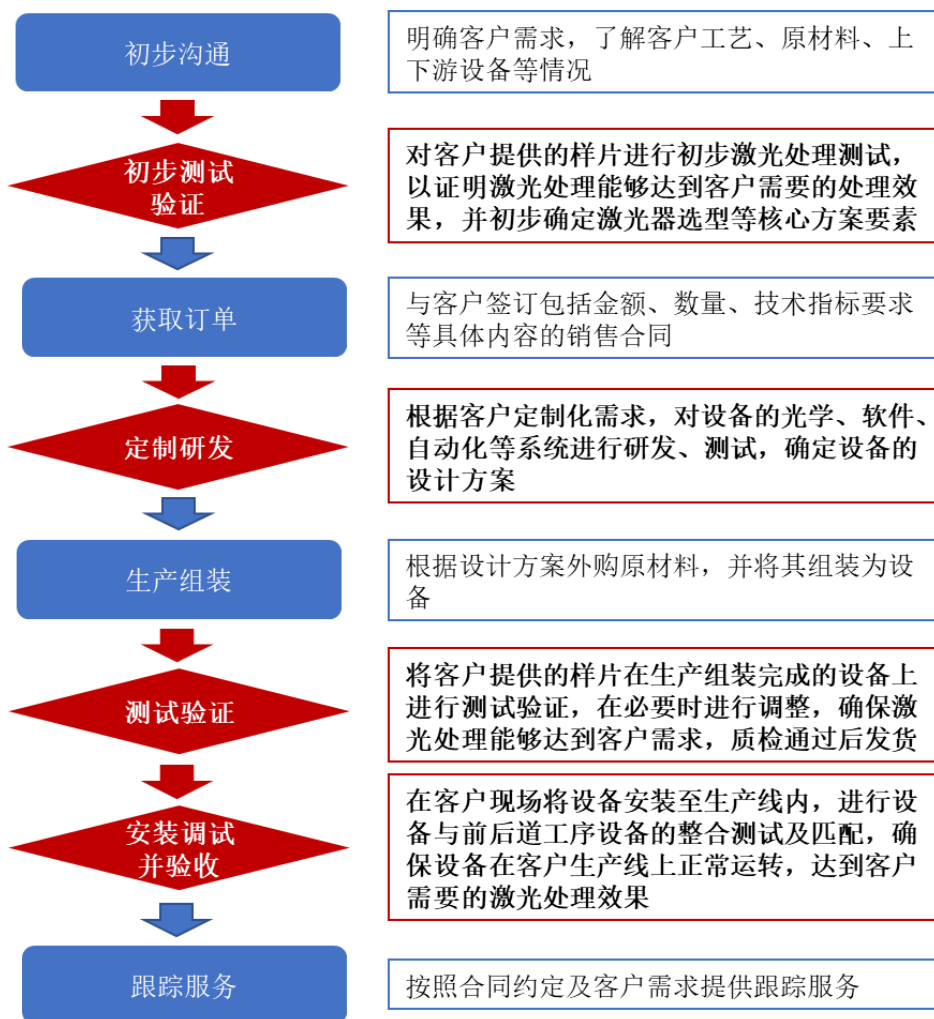 初步沟通
明确客户需求，了解客户工艺、原材料、上
下游设备等情况
初步测试
验证
对客户提供的样片进行初步激光处理测试，
以证明激光处理能够达到客户需要的处理效
果，并初步确定激光器选型等核心方案要素
获取订单
与客户签订包括金额、数量、技术指标要求
等具体内容的销售合同
定制研发
根据客户定制化需求，对设备的光学、软件、
自动化等系统进行研发、测试，确定设备的
设计方案
生产组装
根据设计方案外购原材料，并将其组装为设
备
测试验证
将客户提供的样片在生产组装完成的设备上
进行测试验证，在必要时进行调整，确保激
光处理能够达到客户需求，质检通过后发货
安装调试
并验收
在客户现场将设备安装至生产线内，进行设
备与前后道工序设备的整合测试及匹配，确
保设备在客户生产线上正常运转，达到客户
需要的激光处理效果
跟踪服务
按照合同约定及客户需求提供跟踪服务